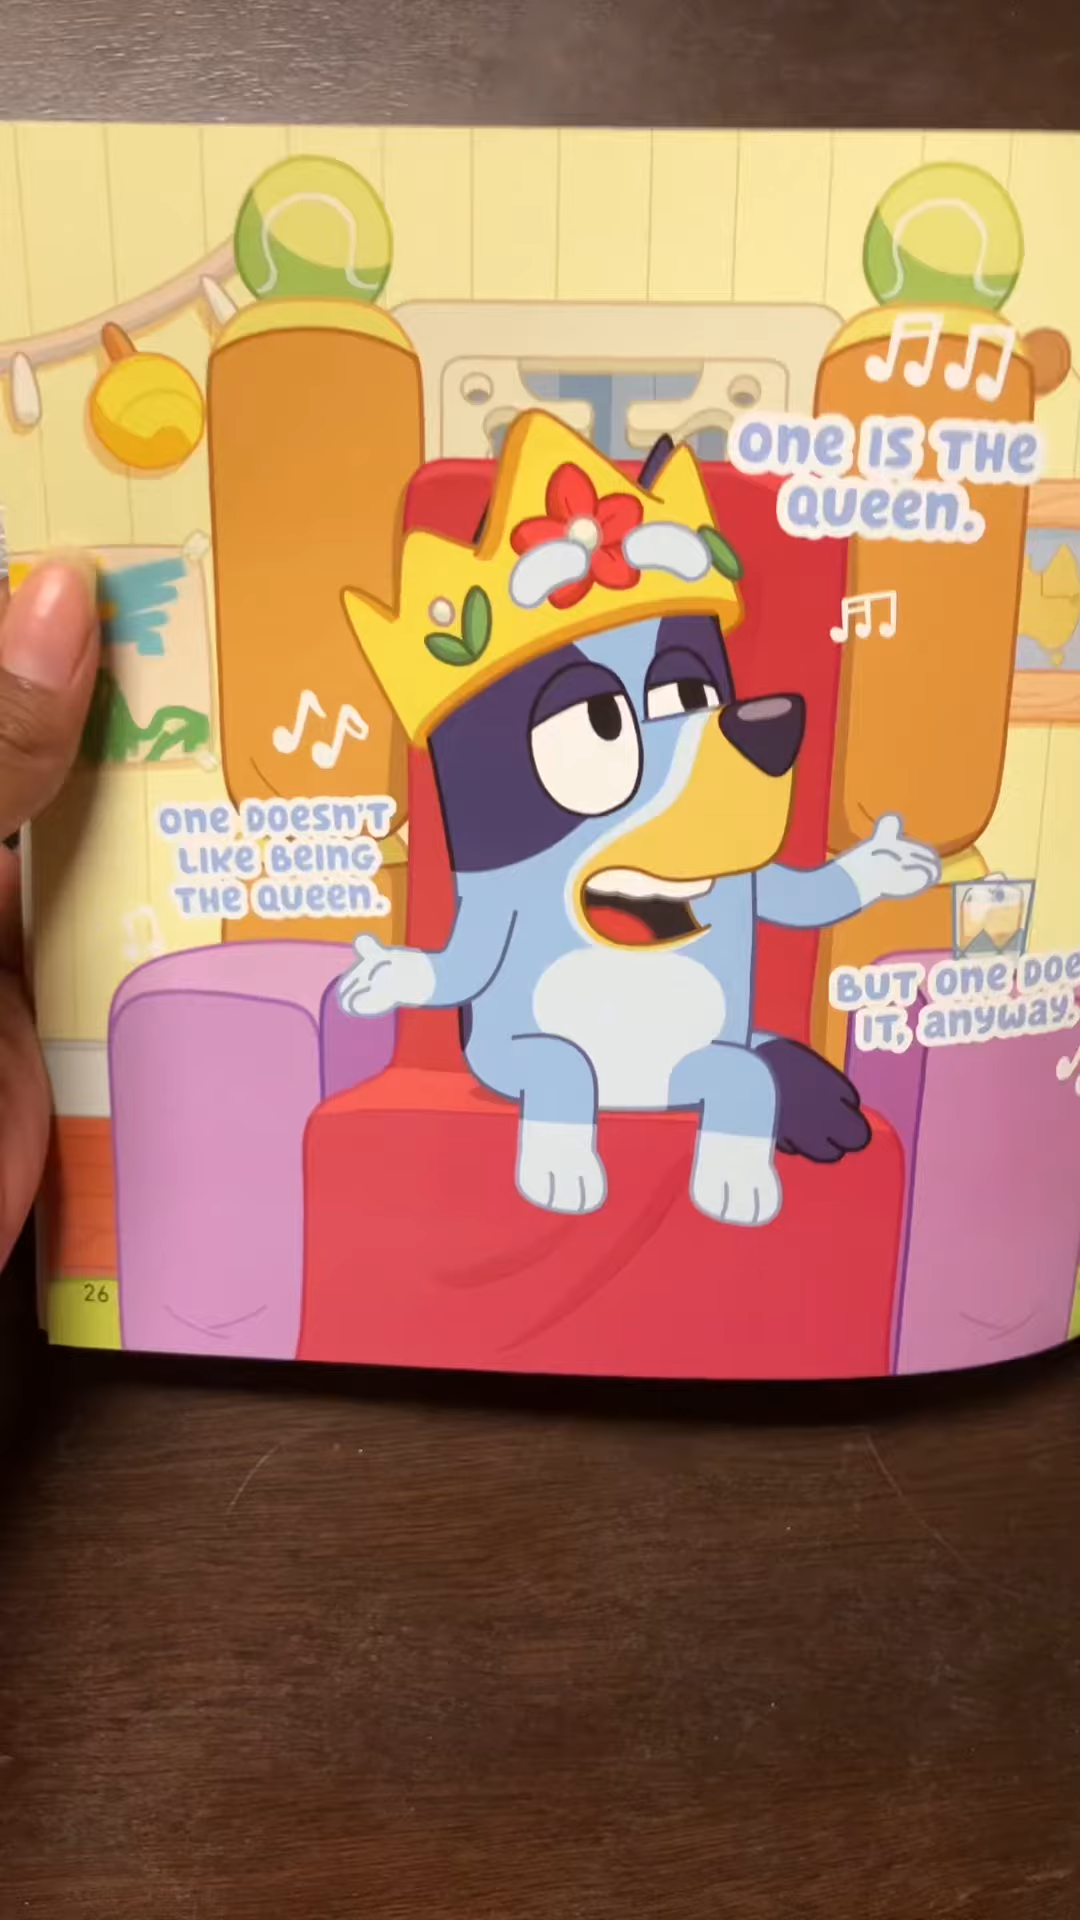 ONE IS THE
QUEEN.
ONE DOESN'T
LIKE BEING
THE QUEEN.
BUT ONE DOE
IT, ANYWAY.
26